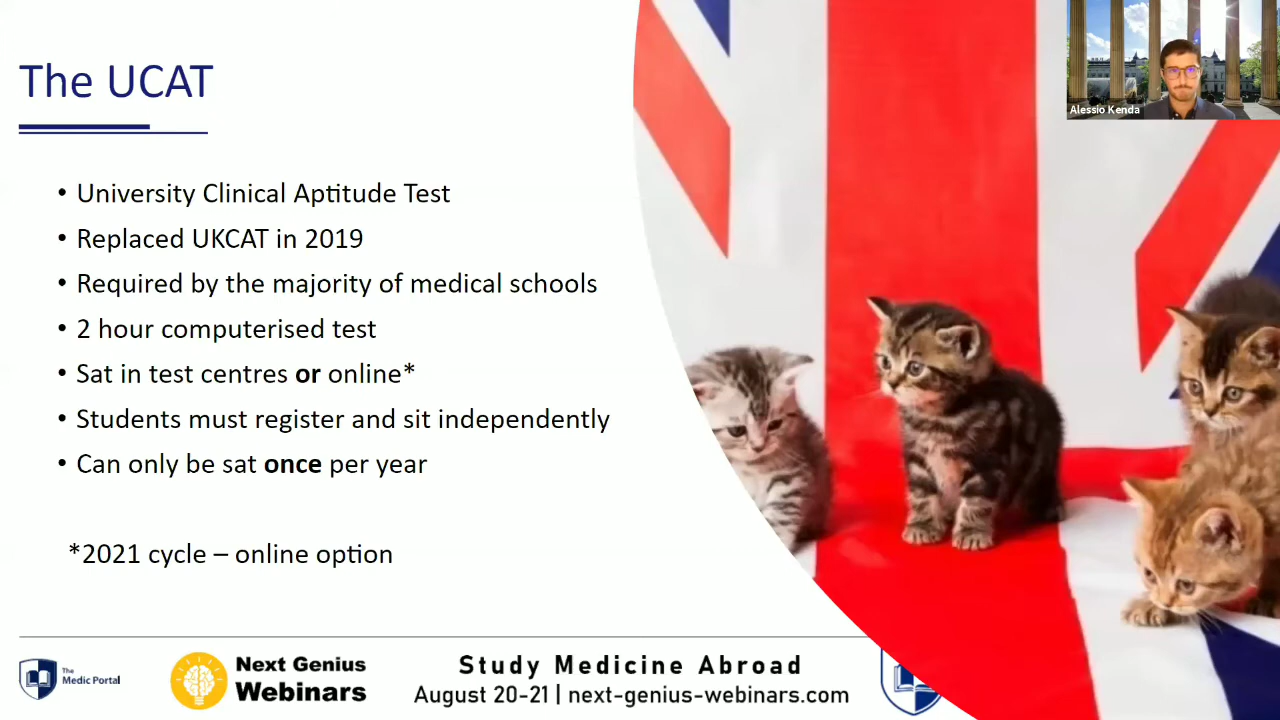 The UCAT
Alessio Kenda
• University Clinical Aptitude Test
• Replaced UKCAT in 2019
• Required by the majority of medical schools
• 2 hour computerised test
• Sat in test centres or online*
• Students must register and sit independently
• Can only be sat once per year
*2021 cycle – online option
The
Medic Portal
Next Genius
Webinars
Study Medicine Abroad
August 20-21 | next-genius-webinars.com